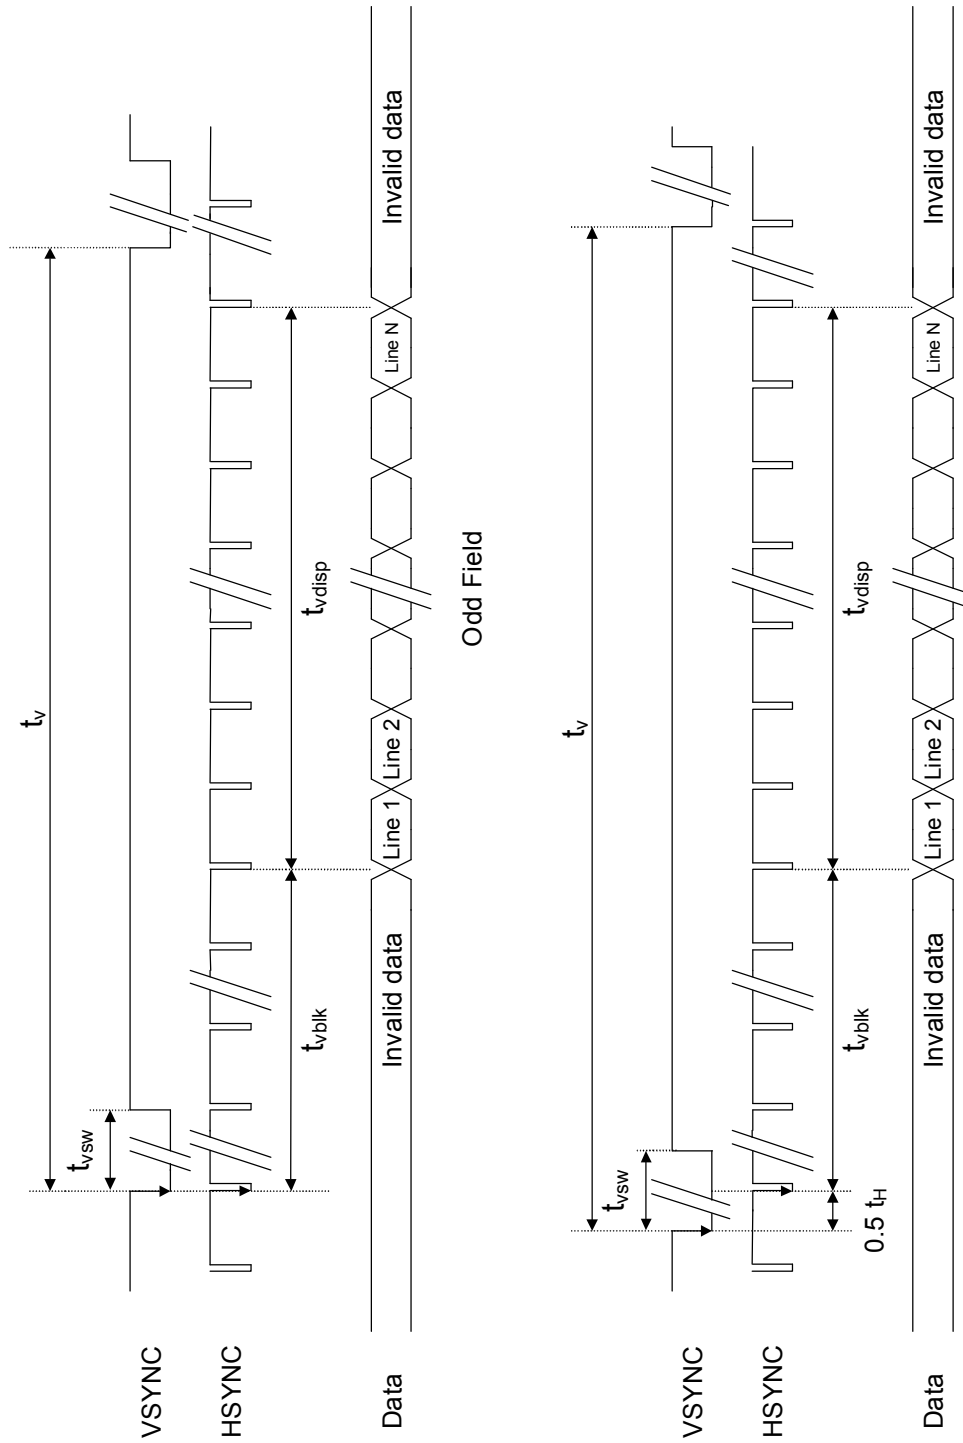 t_v
t_vsw
VSYNC
HSYNC
t_vblk
t_vdisp
Data
Invalid data
Line 1
Line 2
Line N
Invalid data
Odd Field
t_v
t_vsw
VSYNC
HSYNC
0.5 t_H
t_vblk
t_vdisp
Data
Invalid data
Line 1
Line 2
Line N
Invalid data